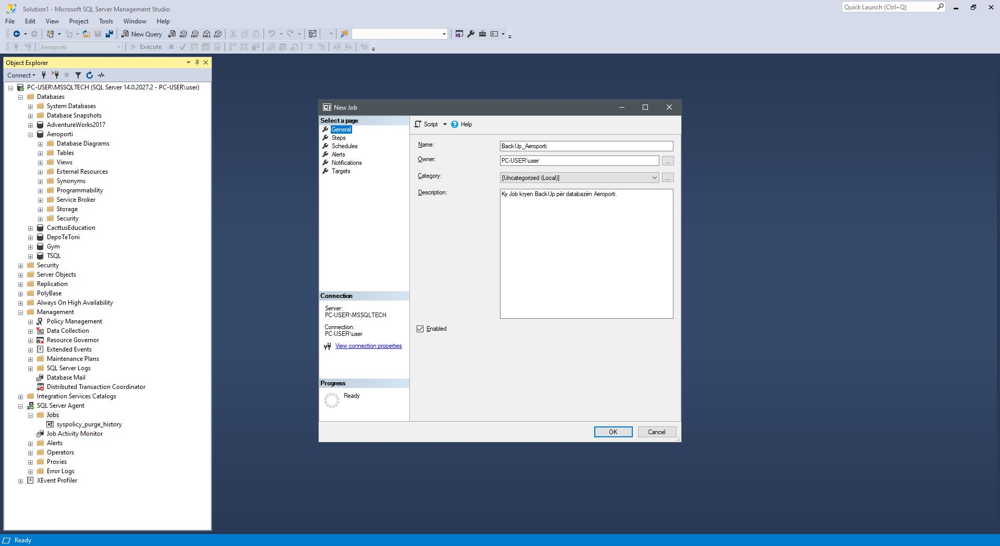 Solution1 - Microsoft SQL Server Management Studio
Quick Launch (Ctrl+Q)
File Edit View Project Tools Window Help
New Query MDX DMX XMLA DAX
Aeroporti Execute
Object Explorer
Connect
PC-USER\MSSQLTECH (SQL Server 14.0.2027.2 - PC-USER\user)
Databases
System Databases
Database Snapshots
AdventureWorks2017
Aeroporti
Database Diagrams
Tables
Views
External Resources
Synonyms
Programmability
Service Broker
Storage
Security
CacttusEducation
DepoTeToni
Gym
TSQL
Security
Server Objects
Replication
PolyBase
Always On High Availability
Management
Policy Management
Data Collection
Resource Governor
Extended Events
Maintenance Plans
SQL Server Logs
Database Mail
Distributed Transaction Coordinator
Integration Services Catalogs
SQL Server Agent
Jobs
syspolicy_purge_history
Job Activity Monitor
Alerts
Operators
Proxies
Error Logs
XEvent Profiler
New Job
Select a page
General
Steps
Schedules
Alerts
Notifications
Targets
Connection
Server:
PC-USER\MSSQLTECH
Connection:
PC-USER\user
View connection properties
Progress
Ready
Script Help
Name: BackUp_Aeroporti
Owner: PC-USER\user ...
Category: [Uncategorized (Local)] ...
Description: Ky Job kryen BackUp për databazën Aeroporti.
Enabled
OK Cancel
Ready